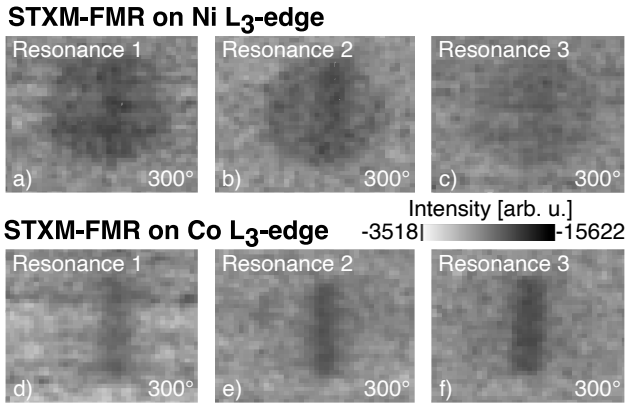 STXM-FMR on Ni L3-edge
Resonance 1
Resonance 2
Resonance 3
a)
300°
b)
300°
c)
300°
STXM-FMR on Co L3-edge
Intensity [arb. u.]
-3518
-15622
Resonance 1
Resonance 2
Resonance 3
d)
300°
e)
300°
f)
300°